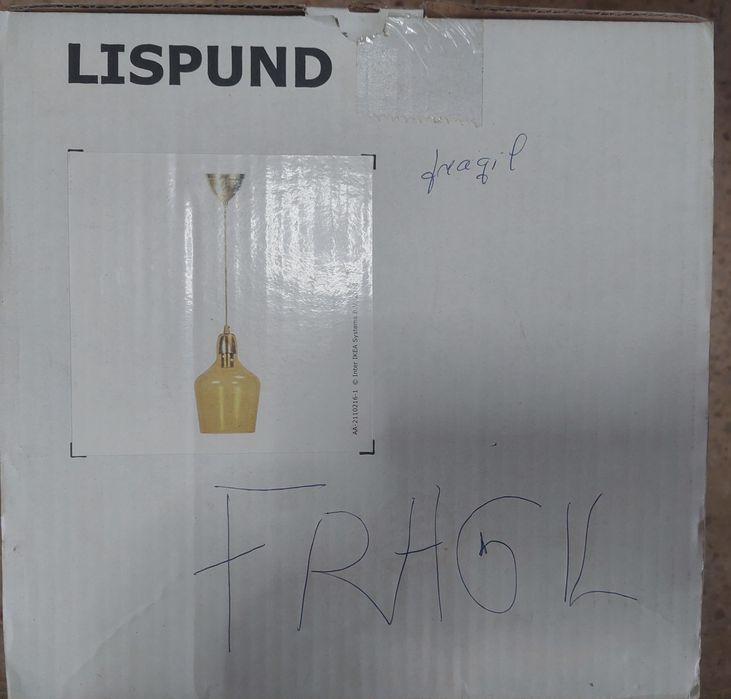 LISPUND
fragil
AA-2110216-1 © Inter IKEA Systems B.V.
FRAGIL